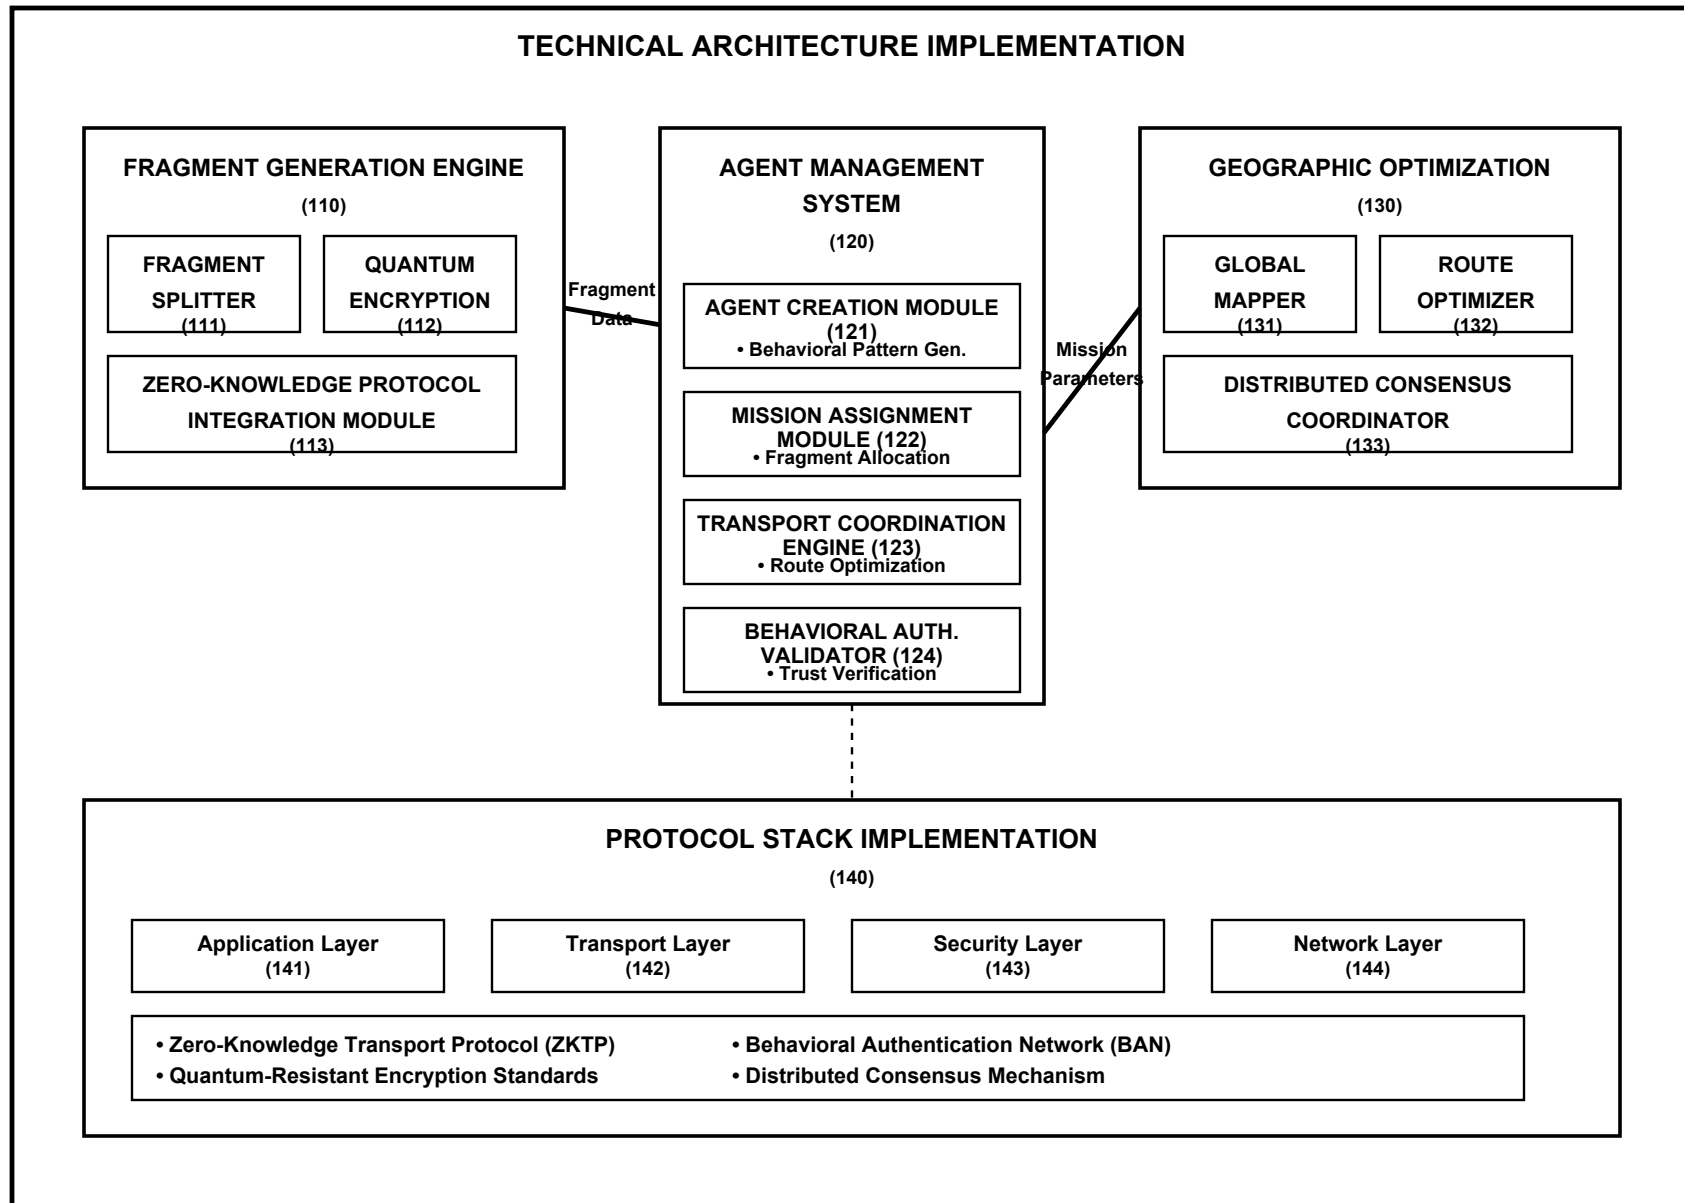 TECHNICAL ARCHITECTURE IMPLEMENTATION
FRAGMENT GENERATION ENGINE
(110)
FRAGMENT
SPLITTER
(111)
QUANTUM
ENCRYPTION
(112)
ZERO-KNOWLEDGE PROTOCOL
INTEGRATION MODULE
(113)
Fragment
Data
AGENT MANAGEMENT
SYSTEM
(120)
AGENT CREATION MODULE
(121)
• Behavioral Pattern Gen.
MISSION ASSIGNMENT
MODULE (122)
• Fragment Allocation
TRANSPORT COORDINATION
ENGINE (123)
• Route Optimization
BEHAVIORAL AUTH.
VALIDATOR (124)
• Trust Verification
Mission
Parameters
GEOGRAPHIC OPTIMIZATION
(130)
GLOBAL
MAPPER
(131)
ROUTE
OPTIMIZER
(132)
DISTRIBUTED CONSENSUS
COORDINATOR
(133)
PROTOCOL STACK IMPLEMENTATION
(140)
Application Layer
(141)
Transport Layer
(142)
Security Layer
(143)
Network Layer
(144)
• Zero-Knowledge Transport Protocol (ZKTP)
• Quantum-Resistant Encryption Standards
• Behavioral Authentication Network (BAN)
• Distributed Consensus Mechanism